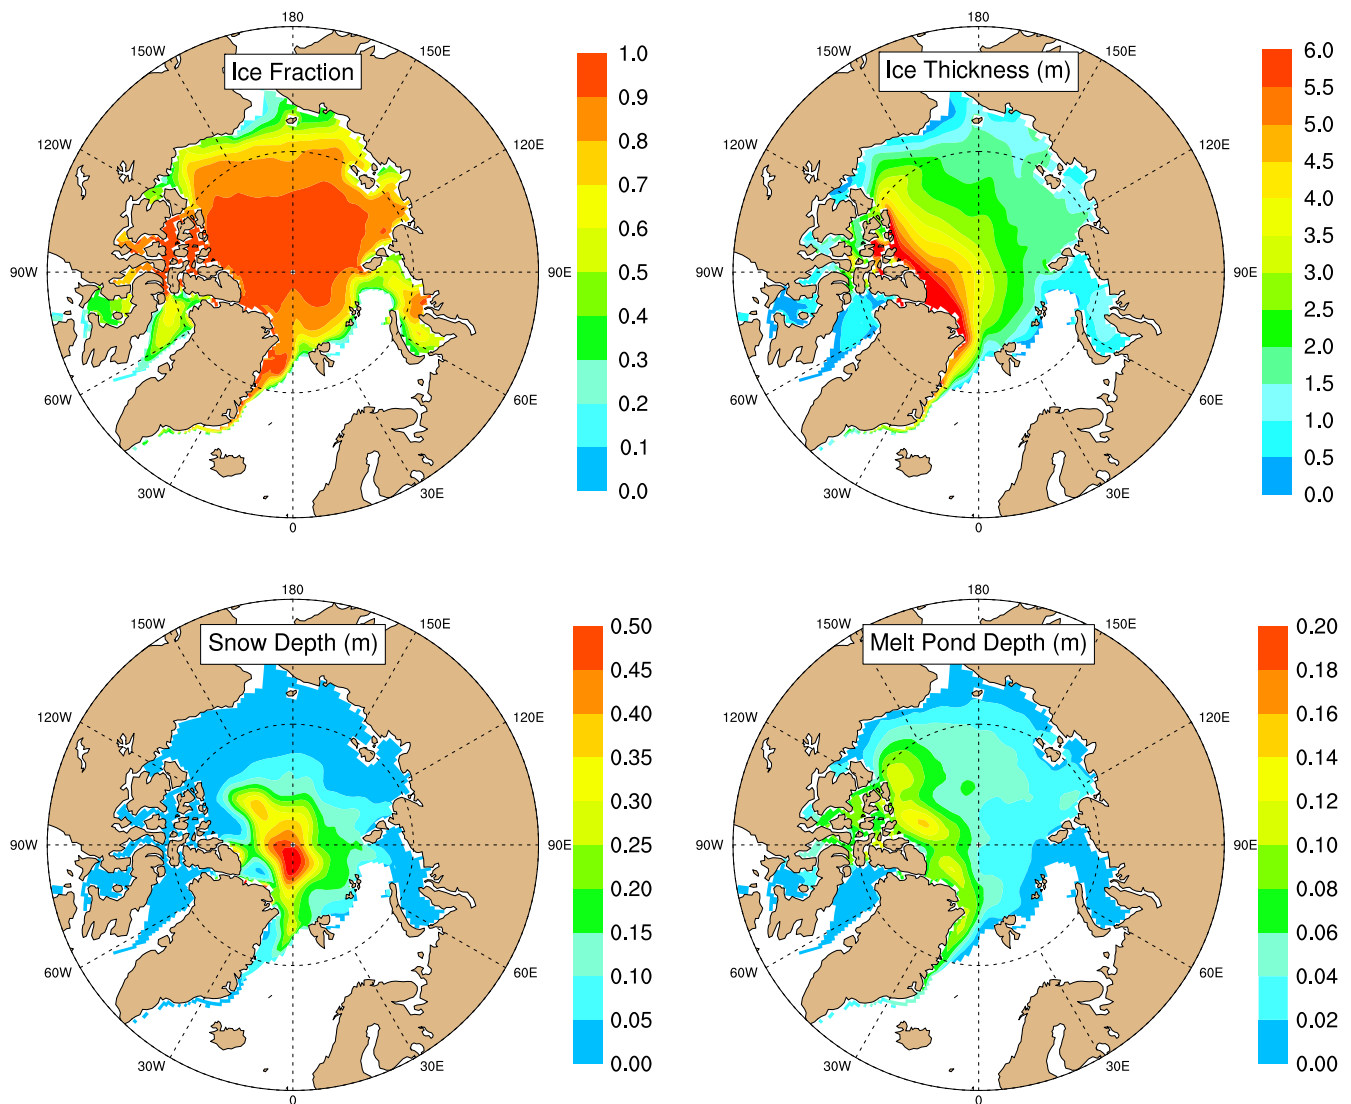 180
150W
150E
Ice Fraction
120W
120E
90W
90E
60W
60E
30W
30E
0
1.0
0.9
0.8
0.7
0.6
0.5
0.4
0.3
0.2
0.1
0.0
180
150W
150E
Ice Thickness (m)
120W
120E
90W
90E
60W
60E
30W
30E
0
6.0
5.5
5.0
4.5
4.0
3.5
3.0
2.5
2.0
1.5
1.0
0.5
0.0
180
150W
150E
Snow Depth (m)
120W
120E
90W
90E
60W
60E
30W
30E
0
0.50
0.45
0.40
0.35
0.30
0.25
0.20
0.15
0.10
0.05
0.00
180
150W
150E
Melt Pond Depth (m)
120W
120E
90W
90E
60W
60E
30W
30E
0
0.20
0.18
0.16
0.14
0.12
0.10
0.08
0.06
0.04
0.02
0.00